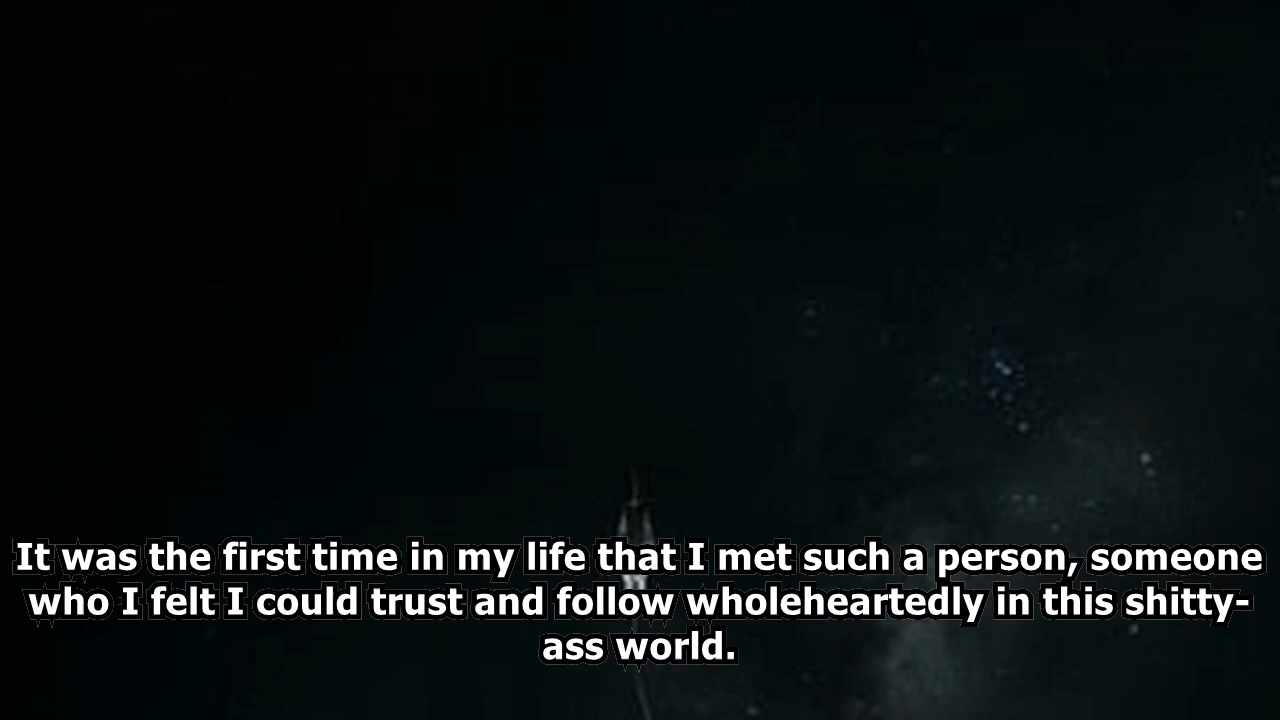 It was the first time in my life that I met such a person, someone
who I felt I could trust and follow wholeheartedly in this shitty-
ass world.